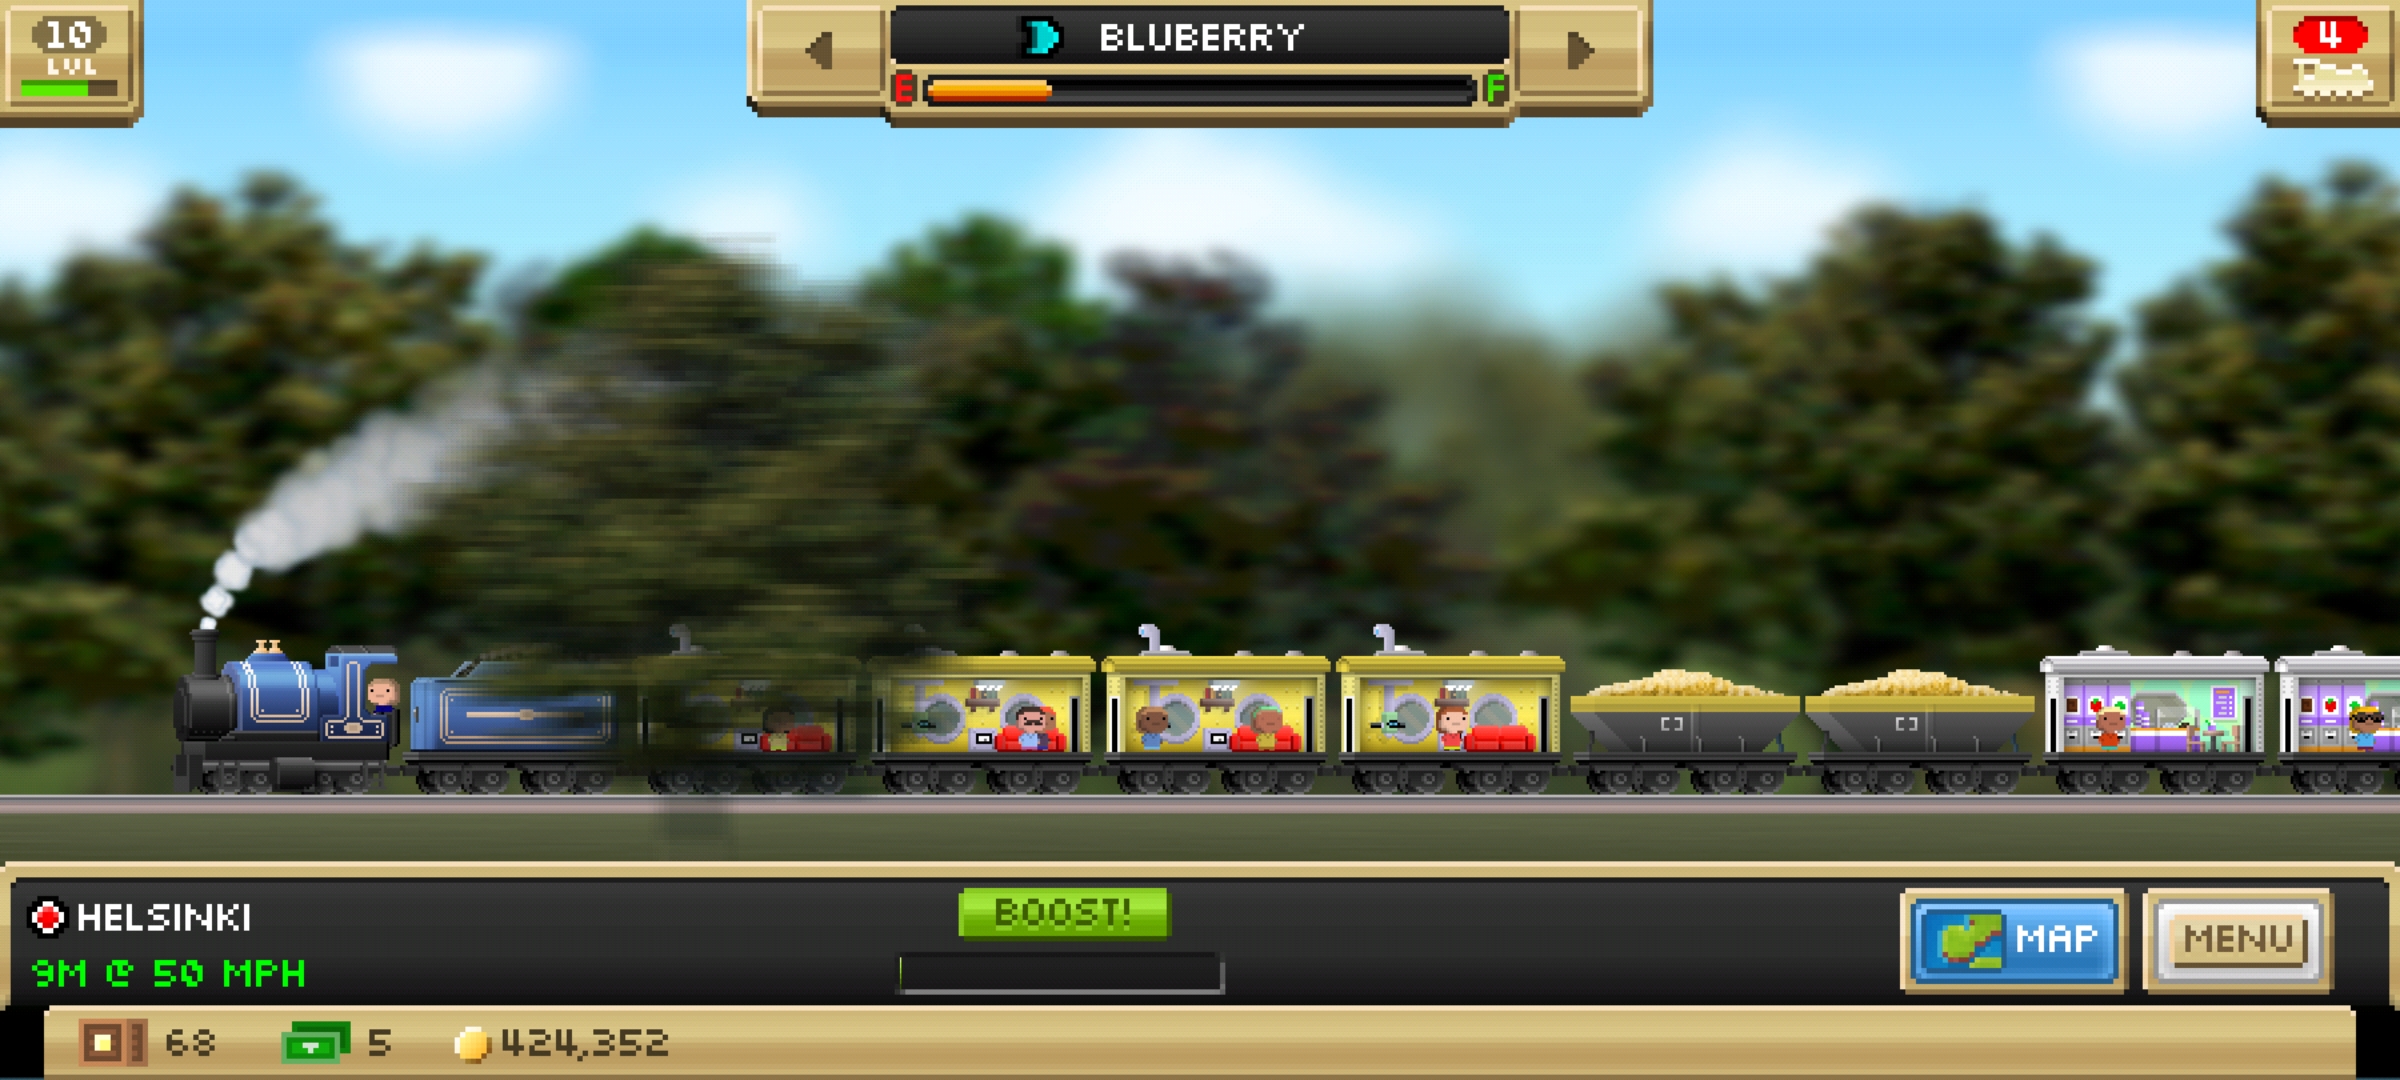 10
LVL
BLUBERRY
E F
4
HELSINKI
9M @ 50 MPH
BOOST!
MAP
MENU
68
5
424,352